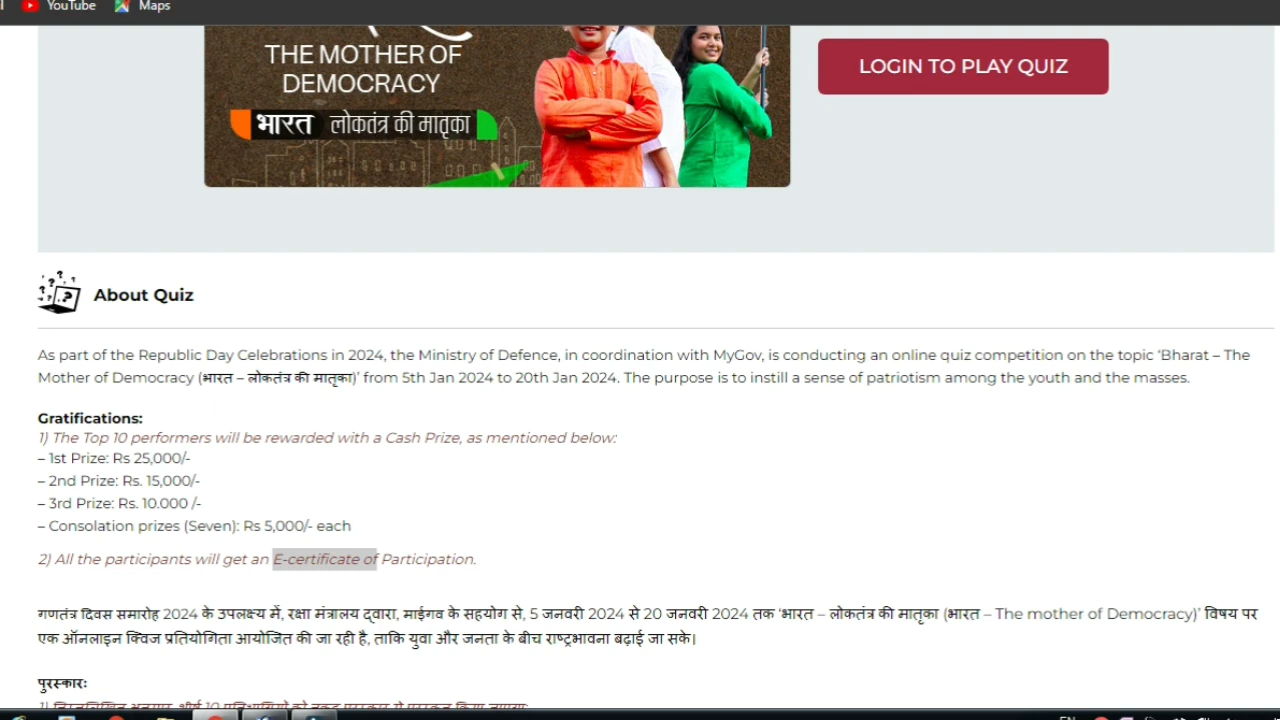 YouTube
Maps
THE MOTHER OF
DEMOCRACY
भारत लोकतंत्र की मातृका
LOGIN TO PLAY QUIZ
About Quiz
As part of the Republic Day Celebrations in 2024, the Ministry of Defence, in coordination with MyGov, is conducting an online quiz competition on the topic ‘Bharat – The
Mother of Democracy (भारत – लोकतंत्र की मातृका)’ from 5th Jan 2024 to 20th Jan 2024. The purpose is to instill a sense of patriotism among the youth and the masses.
Gratifications:
1) The Top 10 performers will be rewarded with a Cash Prize, as mentioned below:
– 1st Prize: Rs 25,000/-
– 2nd Prize: Rs. 15,000/-
– 3rd Prize: Rs. 10.000 /-
– Consolation prizes (Seven): Rs 5,000/- each
2) All the participants will get an E-certificate of Participation.
गणतंत्र दिवस समारोह 2024 के उपलक्ष्य में, रक्षा मंत्रालय द्वारा, माईगव के सहयोग से, 5 जनवरी 2024 से 20 जनवरी 2024 तक ‘भारत – लोकतंत्र की मातृका (भारत – The mother of Democracy)’ विषय पर
एक ऑनलाइन क्विज प्रतियोगिता आयोजित की जा रही है, ताकि युवा और जनता के बीच राष्ट्रभावना बढ़ाई जा सके।
पुरस्कार: